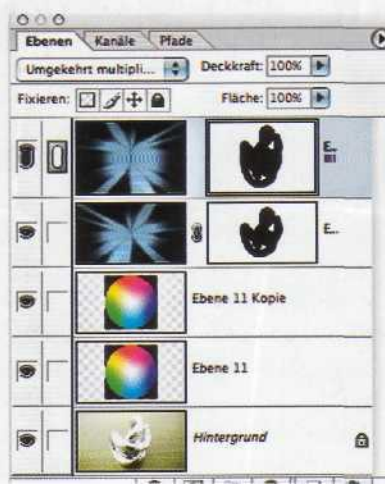 Ebenen Kanäle Pfade
Umgekehrt multipli... Deckkraft: 100%
Fixieren: Fläche: 100%
E...
E...
Ebene 11 Kopie
Ebene 11
Hintergrund